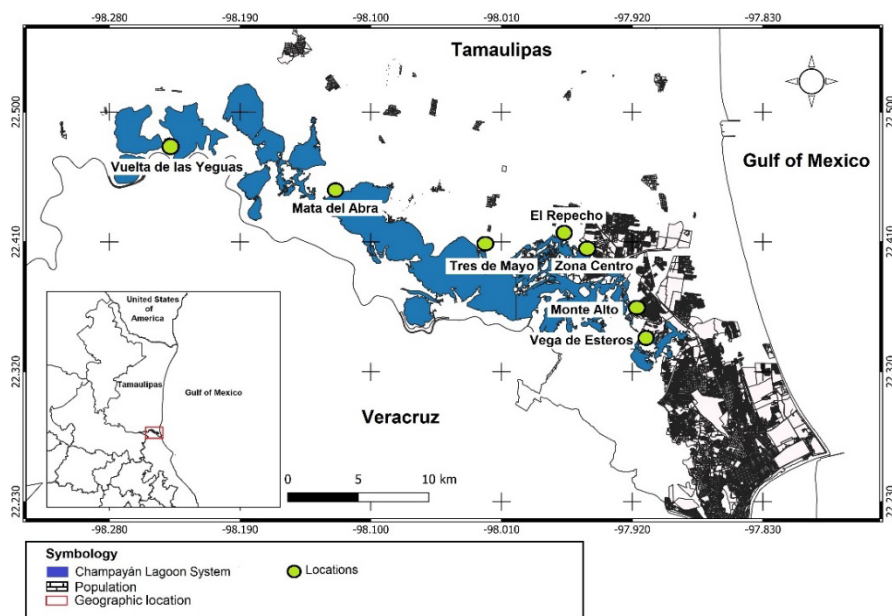 -98.280 -98.190 -98.100 -98.010 -97.920 -97.830
Tamaulipas
22.500 22.500
Gulf of Mexico
Vuelta de las Yeguas
Mata del Abra
El Repecho
22.410 22.410
Tres de Mayo Zona Centro
United States
of
America
Monte Alto
Vega de Esteros
22.320 22.320
Tamaulipas
Gulf of Mexico
Veracruz
0 5 10 km
22.230 22.230
-98.280 -98.190 -98.100 -98.010 -97.920 -97.830
Symbology
Champayán Lagoon System Locations
Population
Geographic location